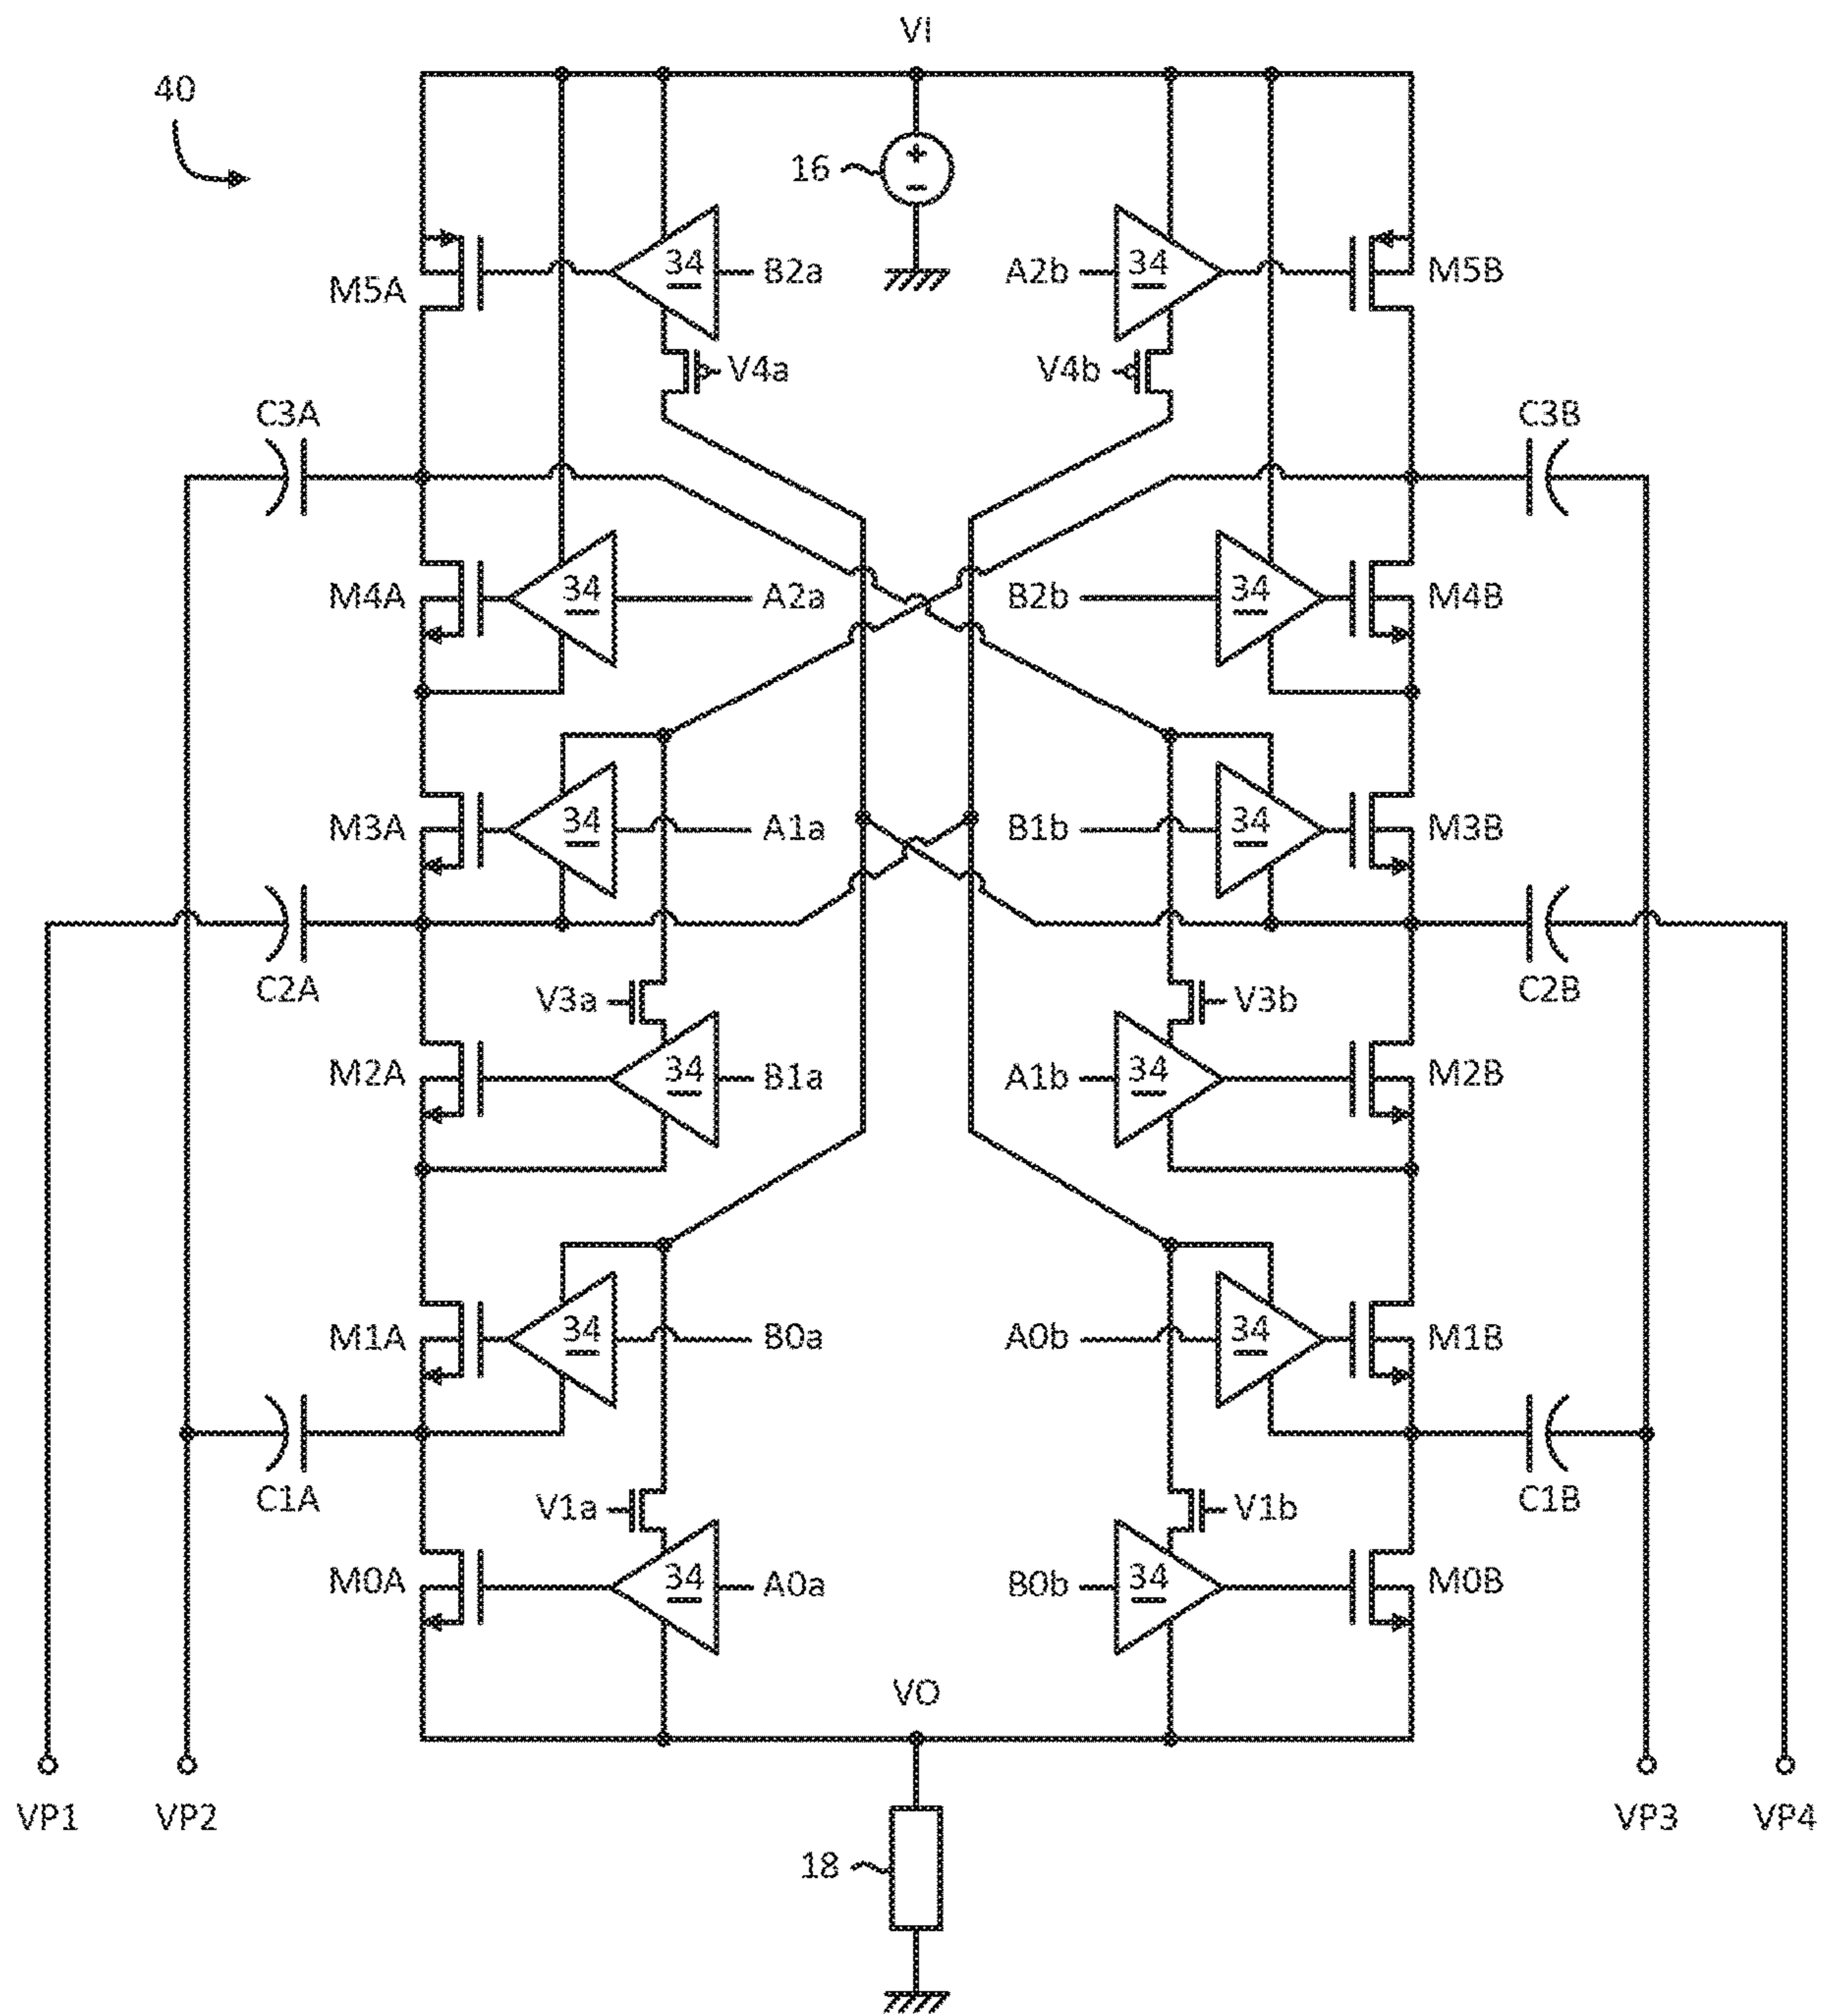 VI
40
16
34
B2a
A2b
34
M5A
M5B
V4a
V4b
C3A
C3B
M4A
34
A2a
B2b
34
M4B
M3A
34
A1a
B1b
34
M3B
C2A
V3a
V3b
C2B
M2A
34
B1a
A1b
34
M2B
M1A
34
B0a
A0b
34
M1B
C1A
V1a
V1b
C1B
M0A
34
A0a
B0b
34
M0B
VO
VP1
VP2
VP3
VP4
18